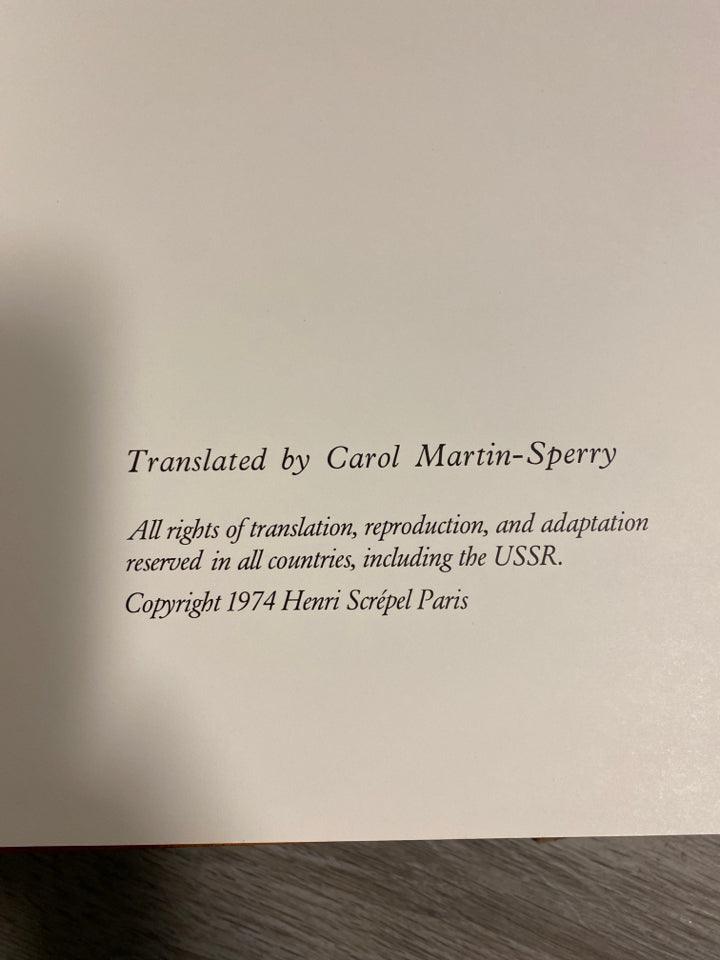 Translated by Carol Martin-Sperry
All rights of translation, reproduction, and adaptation
reserved in all countries, including the USSR.
Copyright 1974 Henri Scrépel Paris